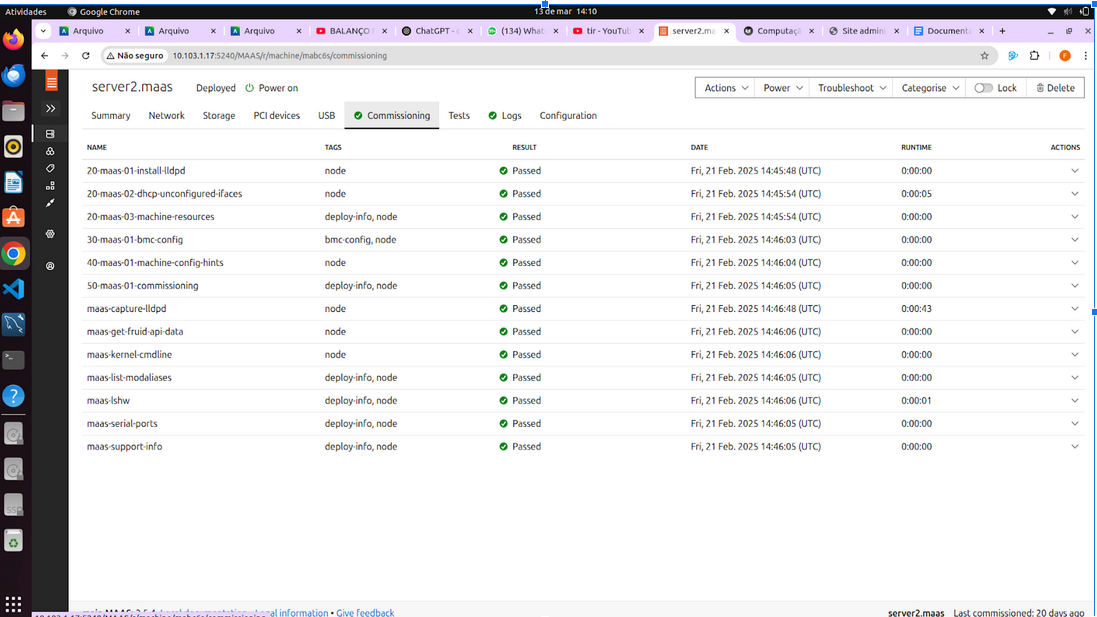 Atividades Google Chrome 13 de mar 14:10
Arquivo Arquivo Arquivo BALANÇO ChatGPT - (134) What tir - YouTub server2.ma Computaç Site admini Documenta
Não seguro 10.103.1.17:5240/MAAS/r/machine/mabc6s/commissioning F
server2.maas Deployed Power on Actions Power Troubleshoot Categorise Lock Delete
Summary Network Storage PCI devices USB Commissioning Tests Logs Configuration
NAME TAGS RESULT DATE RUNTIME ACTIONS
20-maas-01-install-lldpd node Passed Fri, 21 Feb. 2025 14:45:48 (UTC) 0:00:00
20-maas-02-dhcp-unconfigured-ifaces node Passed Fri, 21 Feb. 2025 14:45:54 (UTC) 0:00:05
20-maas-03-machine-resources deploy-info, node Passed Fri, 21 Feb. 2025 14:45:54 (UTC) 0:00:00
30-maas-01-bmc-config bmc-config, node Passed Fri, 21 Feb. 2025 14:46:03 (UTC) 0:00:00
40-maas-01-machine-config-hints node Passed Fri, 21 Feb. 2025 14:46:04 (UTC) 0:00:00
50-maas-01-commissioning deploy-info, node Passed Fri, 21 Feb. 2025 14:46:05 (UTC) 0:00:00
maas-capture-lldpd node Passed Fri, 21 Feb. 2025 14:46:48 (UTC) 0:00:43
maas-get-fruid-api-data node Passed Fri, 21 Feb. 2025 14:46:06 (UTC) 0:00:00
maas-kernel-cmdline node Passed Fri, 21 Feb. 2025 14:46:06 (UTC) 0:00:00
maas-list-modaliases deploy-info, node Passed Fri, 21 Feb. 2025 14:46:05 (UTC) 0:00:00
maas-lshw deploy-info, node Passed Fri, 21 Feb. 2025 14:46:06 (UTC) 0:00:01
maas-serial-ports deploy-info, node Passed Fri, 21 Feb. 2025 14:46:05 (UTC) 0:00:00
maas-support-info deploy-info, node Passed Fri, 21 Feb. 2025 14:46:05 (UTC) 0:00:00
Legal information • Give feedback server2.maas Last commissioned: 20 days ago